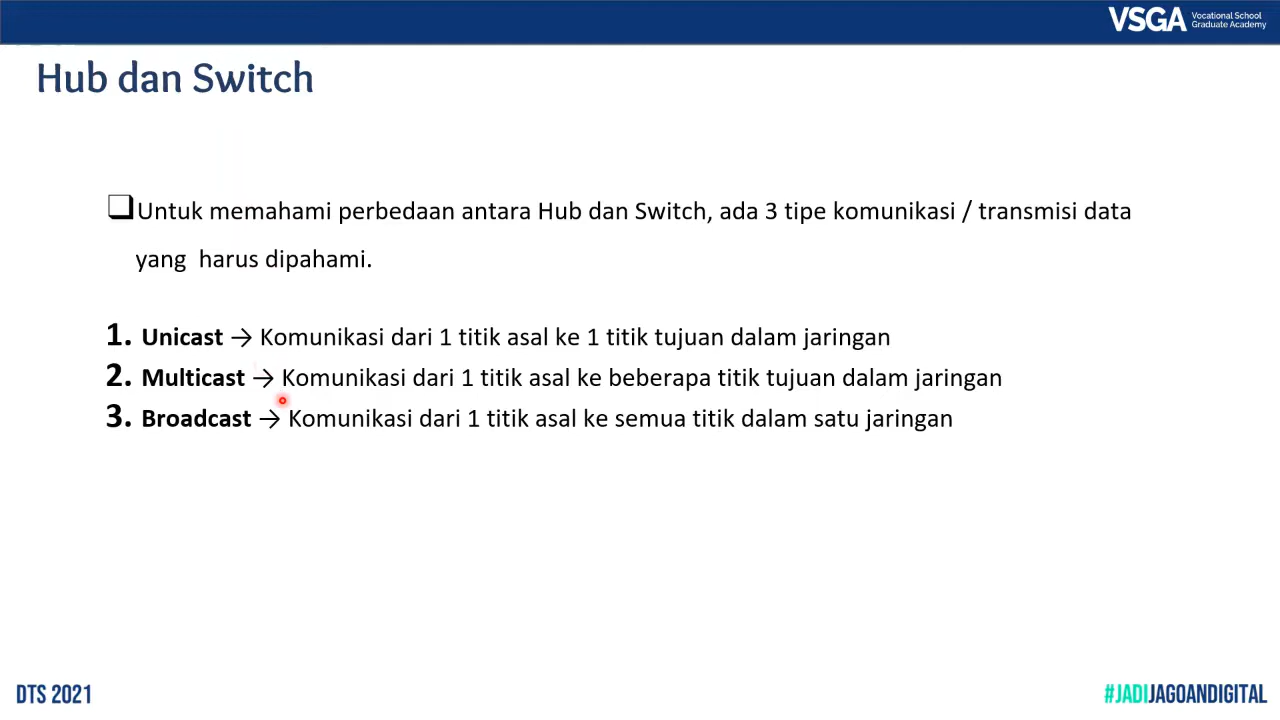 VSGA Vocational School
Graduate Academy
Hub dan Switch
❑Untuk memahami perbedaan antara Hub dan Switch, ada 3 tipe komunikasi / transmisi data
yang harus dipahami.
1. Unicast → Komunikasi dari 1 titik asal ke 1 titik tujuan dalam jaringan
2. Multicast → Komunikasi dari 1 titik asal ke beberapa titik tujuan dalam jaringan
3. Broadcast → Komunikasi dari 1 titik asal ke semua titik dalam satu jaringan
DTS 2021
#JADIJAGOANDIGITAL